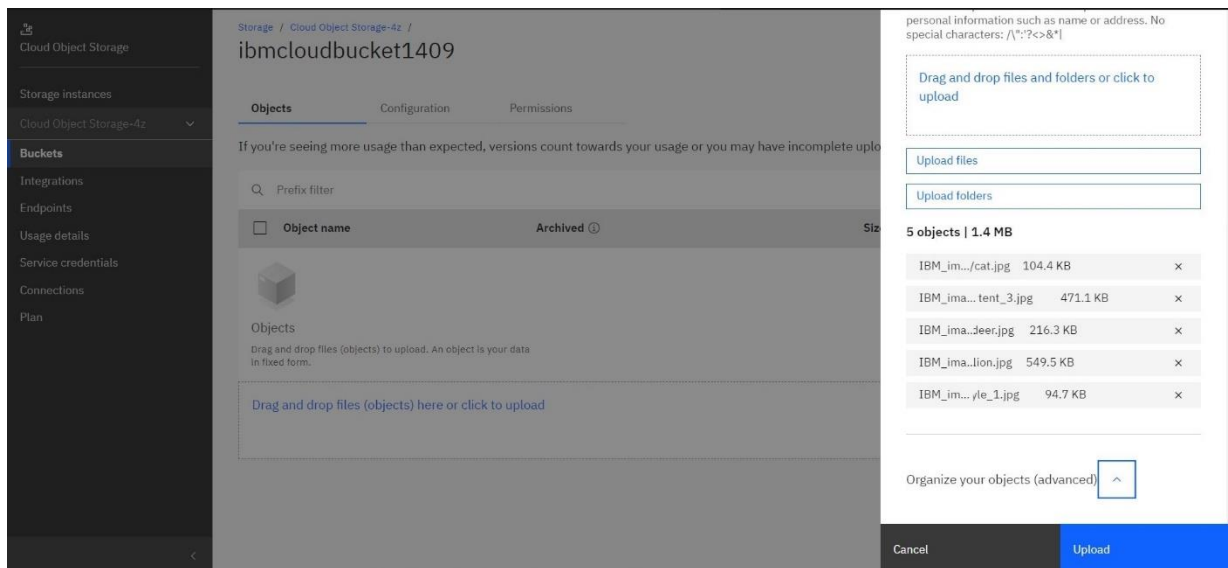 Cloud Object Storage
Storage instances
Cloud Object Storage-4z
Buckets
Integrations
Endpoints
Usage details
Service credentials
Connections
Plan
Storage / Cloud Object Storage-4z /
ibmcloudbucket1409
Objects Configuration Permissions
If you're seeing more usage than expected, versions count towards your usage or you may have incomplete uplo
Prefix filter
Object name Archived Siz
Objects
Drag and drop files (objects) to upload. An object is your data
in fixed form.
Drag and drop files (objects) here or click to upload
personal information such as name or address. No
special characters: /\":'?<>&*|
Drag and drop files and folders or click to
upload
Upload files
Upload folders
5 objects | 1.4 MB
IBM_im.../cat.jpg 104.4 KB
IBM_ima... tent_3.jpg 471.1 KB
IBM_ima..deer.jpg 216.3 KB
IBM_ima..lion.jpg 549.5 KB
IBM_im... yle_1.jpg 94.7 KB
Organize your objects (advanced)
Cancel Upload